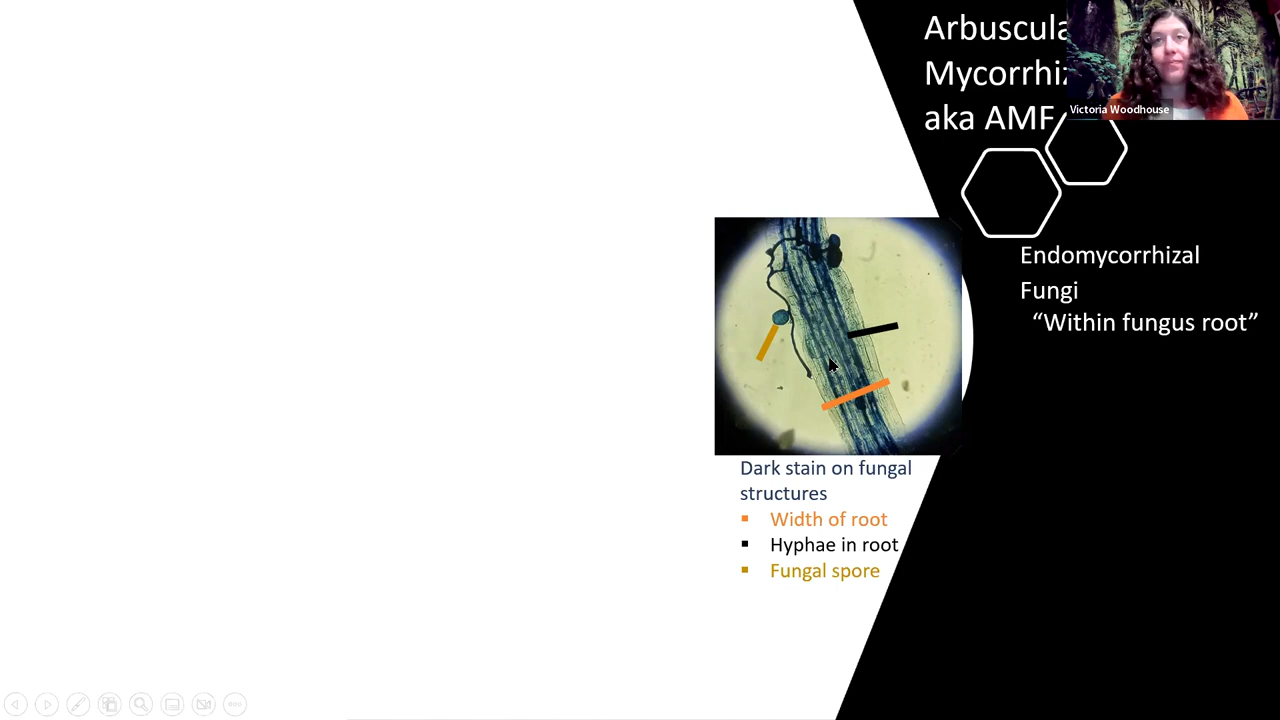 Arbuscula
Mycorrhiz
aka AMF
Victoria Woodhouse
Endomycorrhizal
Fungi
“Within fungus root”
Dark stain on fungal
structures
▪ Width of root
▪ Hyphae in root
▪ Fungal spore